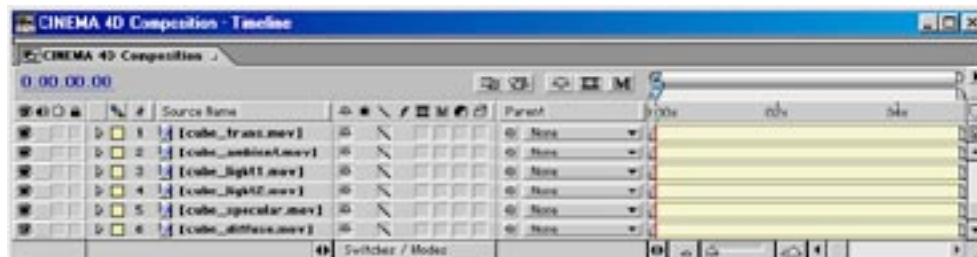 CINEMA 4D Composition - Timeline
CINEMA 4D Composition
0:00:00:00
# Source Name Parent
1 [cube_trans.mov] None
2 [cube_ambient.mov] None
3 [cube_light1.mov] None
4 [cube_light2.mov] None
5 [cube_specular.mov] None
6 [cube_diffuse.mov] None
Switches / Modes